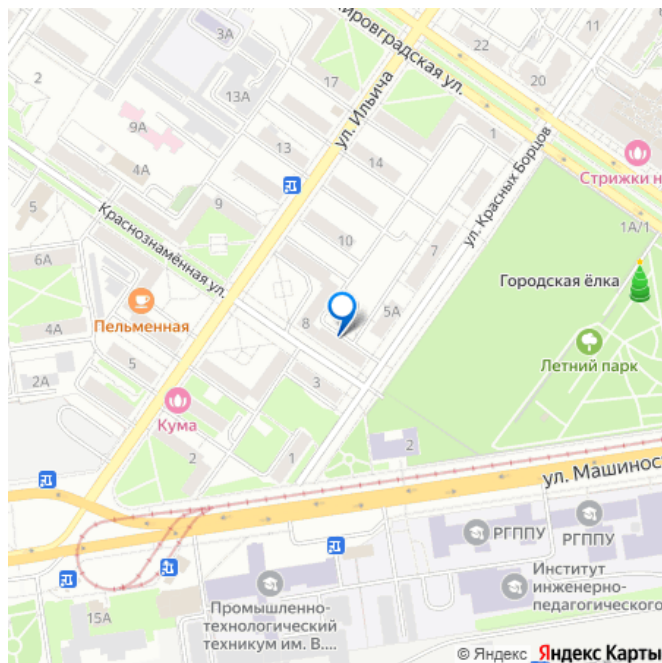 3А
22
11
Кировградская ул.
17
20
2
13А
ул. Ильича
9А
1
4А
13
14
Стрижки н
5
9
ул. Красных Борцов
Краснознамённая ул.
1А/1
10
7
6А
Городская ёлка
5А
Пельменная
8
4А
Летний парк
5
2А
3
Кума
2
1
2
ул. Машинос
РГППУ
РГППУ
Институт
инженерно-
педагогического
Промышленно-
технологический
техникум им. В....
15А
© Яндекс Яндекс Карты